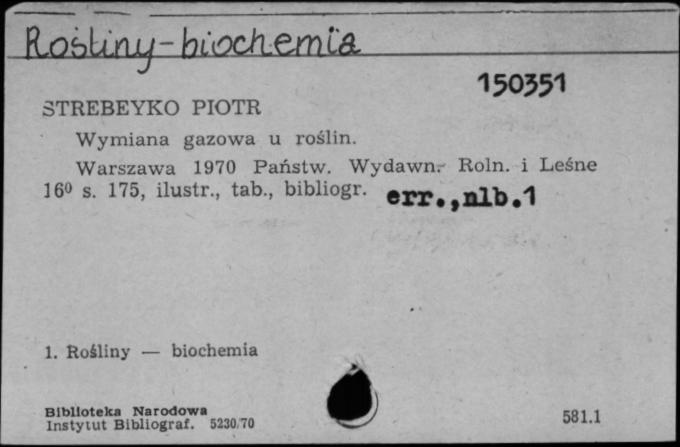 Rośliny-biochemia
150351
STREBEYKO PIOTR
Wymiana gazowa u roślin.
Warszawa 1970 Państw. Wydawn. Roln. i Leśne
16⁰ s. 175, ilustr., tab., bibliogr. err.,nlb.1
1. Rośliny — biochemia
Biblioteka Narodowa
Instytut Bibliograf. 5230/70
581.1